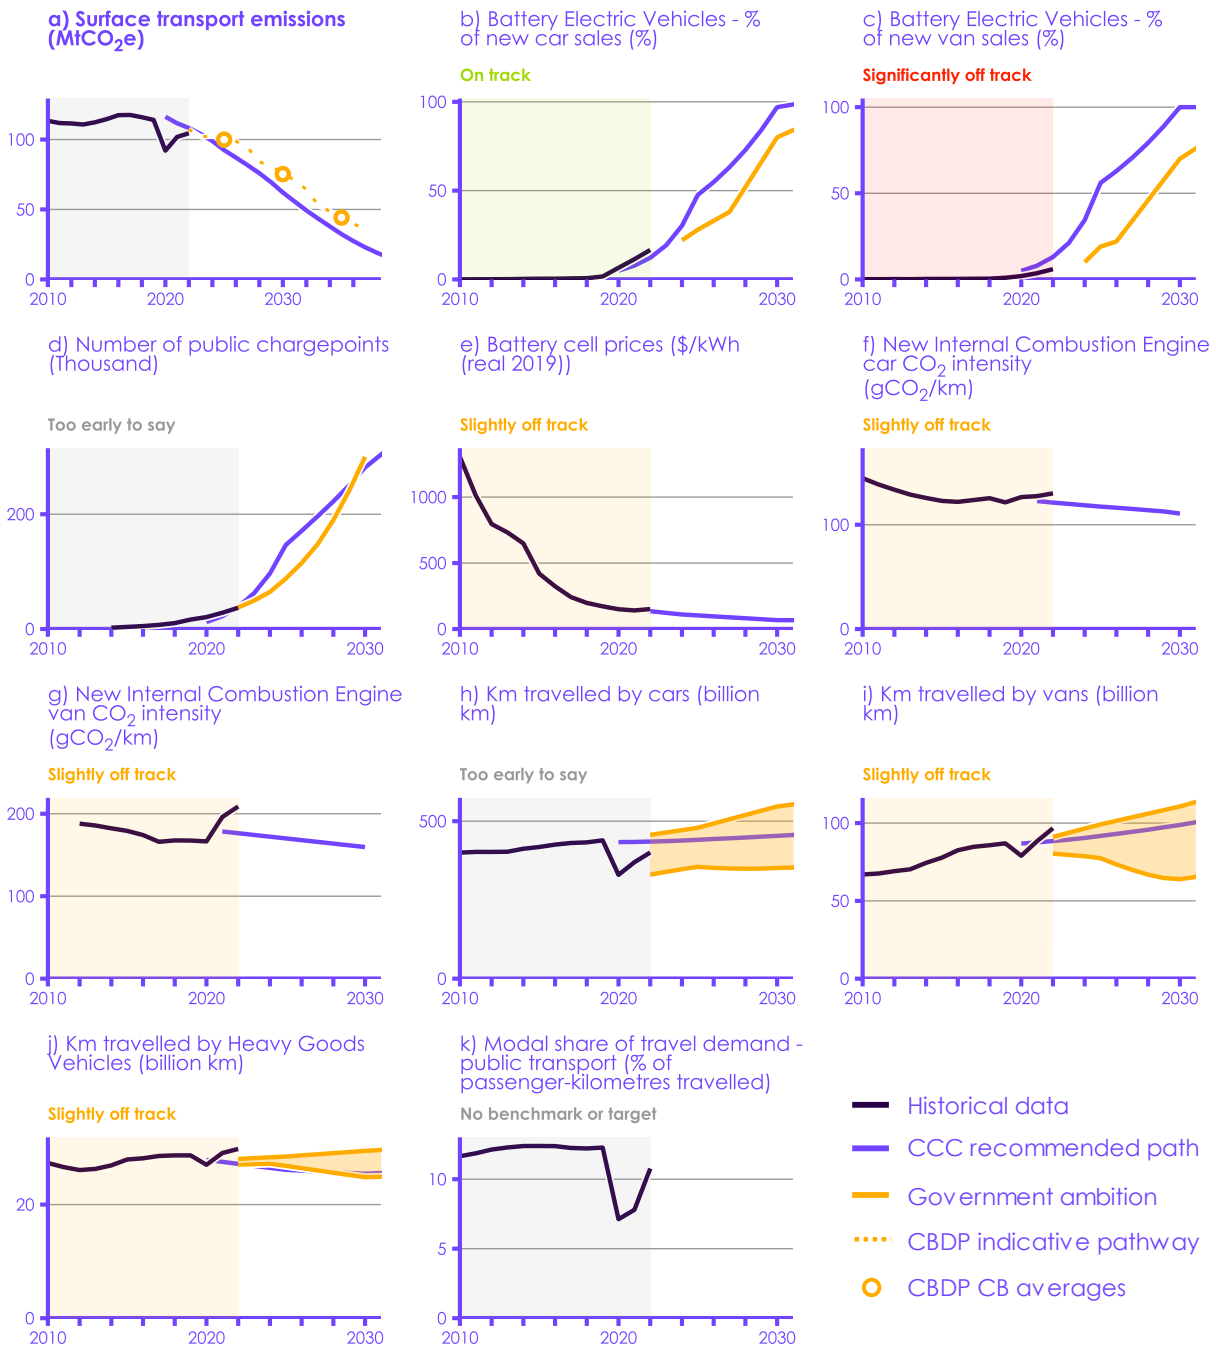 a) Surface transport emissions
(MtCO₂e)
100
50
0
2010
2020
2030
b) Battery Electric Vehicles - %
of new car sales (%)
On track
100
50
0
2010
2020
2030
c) Battery Electric Vehicles - %
of new van sales (%)
Significantly off track
100
50
0
2010
2020
2030
d) Number of public chargepoints
(Thousand)
Too early to say
200
0
2010
2020
2030
e) Battery cell prices ($/kWh
(real 2019))
Slightly off track
1000
500
0
2010
2020
2030
f) New Internal Combustion Engine
car CO₂ intensity
(gCO₂/km)
Slightly off track
100
0
2010
2020
2030
g) New Internal Combustion Engine
van CO₂ intensity
(gCO₂/km)
Slightly off track
200
100
0
2010
2020
2030
h) Km travelled by cars (billion
km)
Too early to say
500
0
2010
2020
2030
i) Km travelled by vans (billion
km)
Slightly off track
100
50
0
2010
2020
2030
j) Km travelled by Heavy Goods
Vehicles (billion km)
Slightly off track
20
0
2010
2020
2030
k) Modal share of travel demand -
public transport (% of
passenger-kilometres travelled)
No benchmark or target
10
5
0
2010
2020
2030
Historical data
CCC recommended path
Government ambition
CBDP indicative pathway
CBDP CB averages